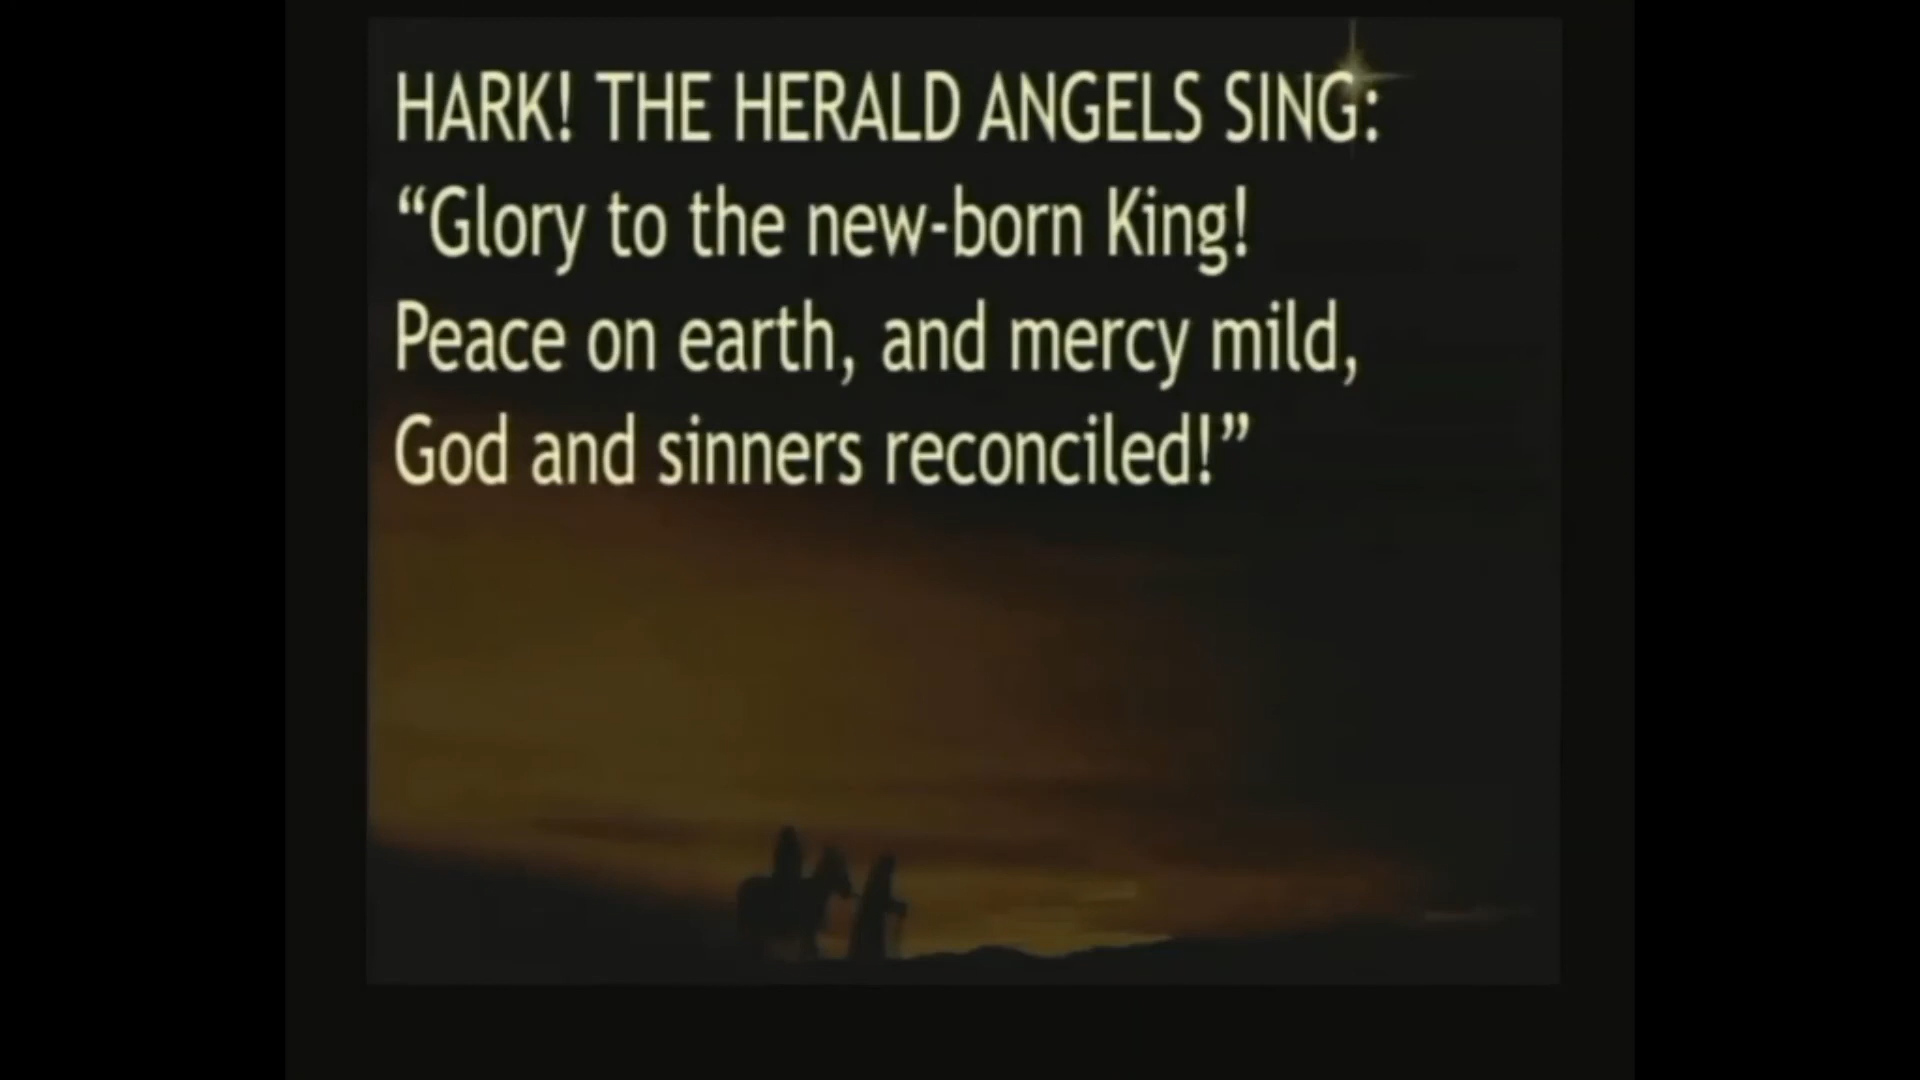 HARK! THE HERALD ANGELS SING:
“Glory to the new-born King!
Peace on earth, and mercy mild,
God and sinners reconciled!”